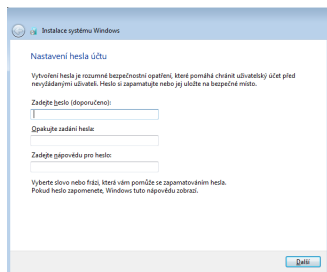 Instalace systému Windows
Nastavení hesla účtu
Vytvoření hesla je rozumné bezpečnostní opatření, které pomáhá chránit uživatelský účet před
nevyžádanými uživateli. Heslo si zapamatujte nebo jej uložte na bezpečné místo.
Zadejte heslo (doporučeno):
Opakujte zadání hesla:
Zadejte nápovědu pro heslo:
Vyberte slovo nebo frázi, která vám pomůže se zapamatováním hesla.
Pokud heslo zapomenete, Windows tuto nápovědu zobrazí.
Další